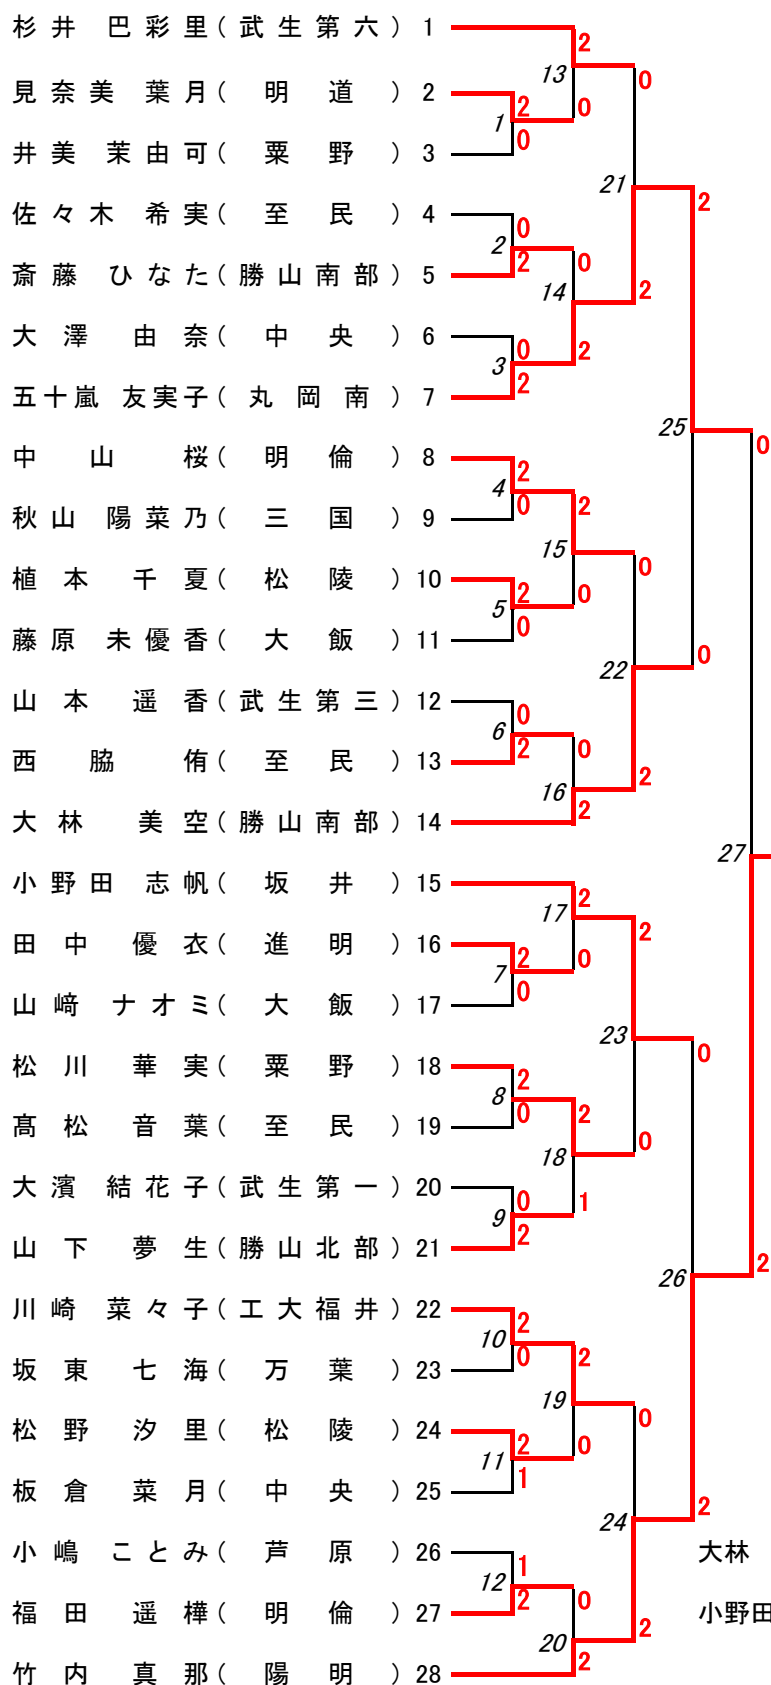 杉井 巴彩里(武生第六) 1
2
13
0
見奈美 葉月(明道) 2
2
0
1
0
井美 茉由可(粟野) 3
21
2
佐々木 希実(至民) 4
0
2
0
斎藤 ひなた(勝山南部) 5
2
14
2
大澤 由奈(中央) 6
0
2
3
五十嵐 友実子(丸岡南) 7
2
25
0
中山 桜(明倫) 8
2
4
0
2
秋山 陽菜乃(三国) 9
15
0
植本 千夏(松陵) 10
2
0
5
0
藤原 未優香(大飯) 11
22
0
山本 遥香(武生第三) 12
0
6
2
0
西脇 侑(至民) 13
2
16
2
大林 美空(勝山南部) 14
27
小野田 志帆(坂井) 15
2
17
2
田中 優衣(進明) 16
2
0
7
0
山﨑 ナオミ(大飯) 17
23
0
松川 華実(粟野) 18
2
8
0
2
髙松 音葉(至民) 19
18
0
大濱 結花子(武生第一) 20
0
1
9
山下 夢生(勝山北部) 21
2
26
2
川崎 菜々子(工大福井) 22
2
10
0
2
坂東 七海(万葉) 23
19
0
松野 汐里(松陵) 24
2
0
11
1
板倉 菜月(中央) 25
24
2
小嶋 ことみ(芦原) 26
1
大林
12
2
0
福田 遥樺(明倫) 27
小野田
20
2
竹内 真那(陽明) 28
2